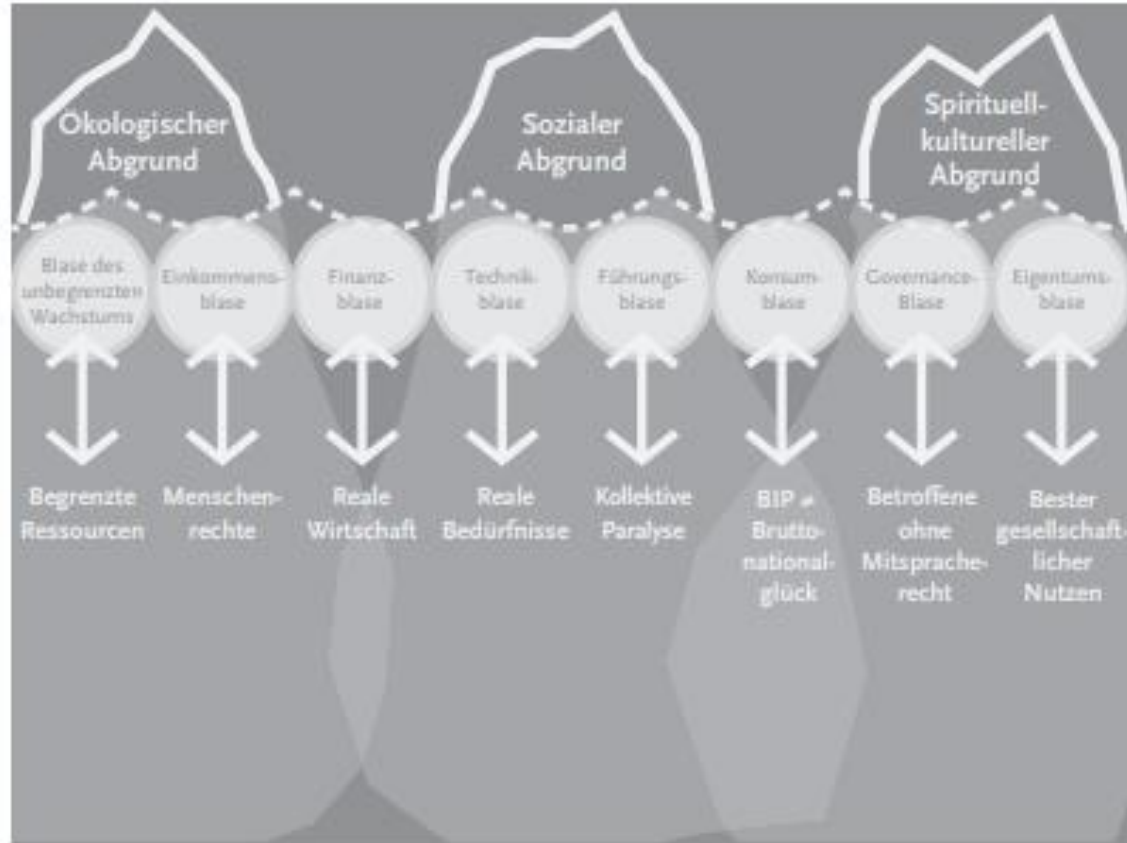 Ökologischer
Abgrund
Sozialer
Abgrund
Spirituell-
kultureller
Abgrund
Blase des
unbegrenzten
Wachstums
Einkommens-
blase
Finanz-
blase
Technik-
blase
Führungs-
blase
Konsum-
blase
Governance-
Blase
Eigentums-
blase
Begrenzte
Ressourcen
Menschen-
rechte
Reale
Wirtschaft
Reale
Bedürfnisse
Kollektive
Paralyse
BIP ≠
Brutto-
national-
glück
Betroffene
ohne
Mitsprache-
recht
Bester
gesellschaft-
licher
Nutzen